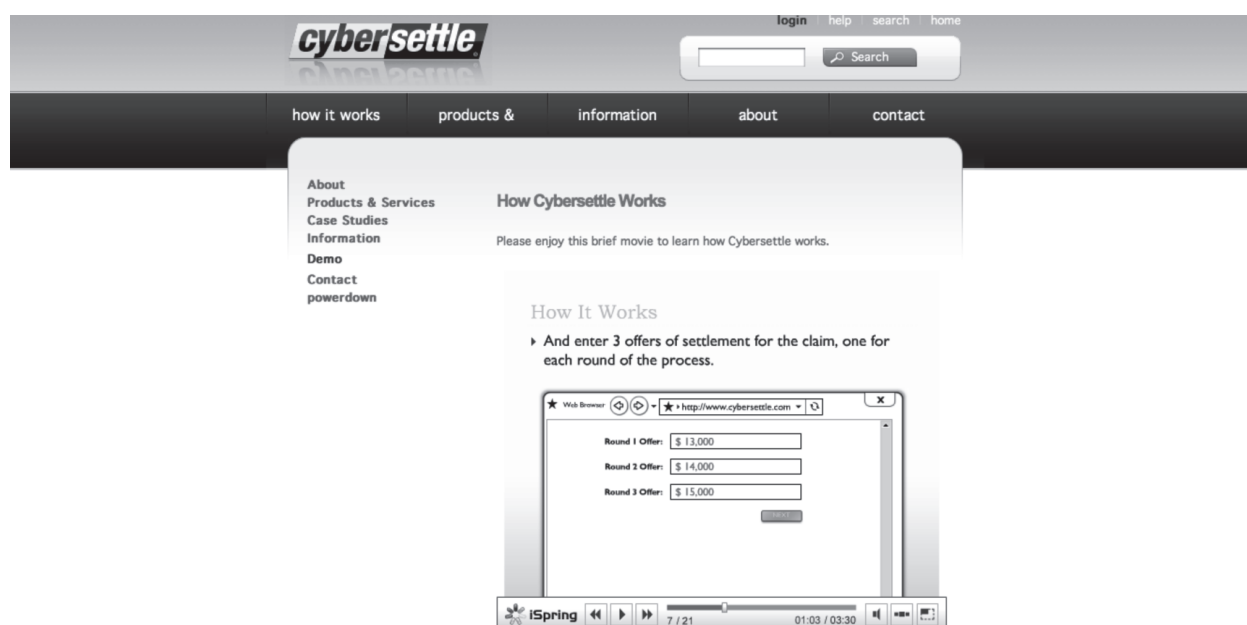 cybersettle
login help search home
Search
how it works products & information about contact
About
Products & Services
Case Studies
Information
Demo
Contact
powerdown
How Cybersettle Works
Please enjoy this brief movie to learn how Cybersettle works.
How It Works
And enter 3 offers of settlement for the claim, one for
each round of the process.
Web Browser http://www.cybersettle.com x
Round 1 Offer: $ 13,000
Round 2 Offer: $ 14,000
Round 3 Offer: $ 15,000
NEXT
iSpring 7 / 21 01:03 / 03:30